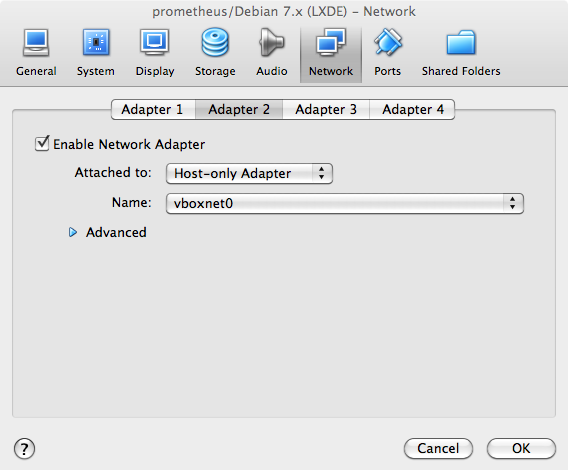 prometheus/Debian 7.x (LXDE) – Network
General System Display Storage Audio Network Ports Shared Folders
Adapter 1 Adapter 2 Adapter 3 Adapter 4
Enable Network Adapter
Attached to: Host-only Adapter
Name: vboxnet0
Advanced
? Cancel OK